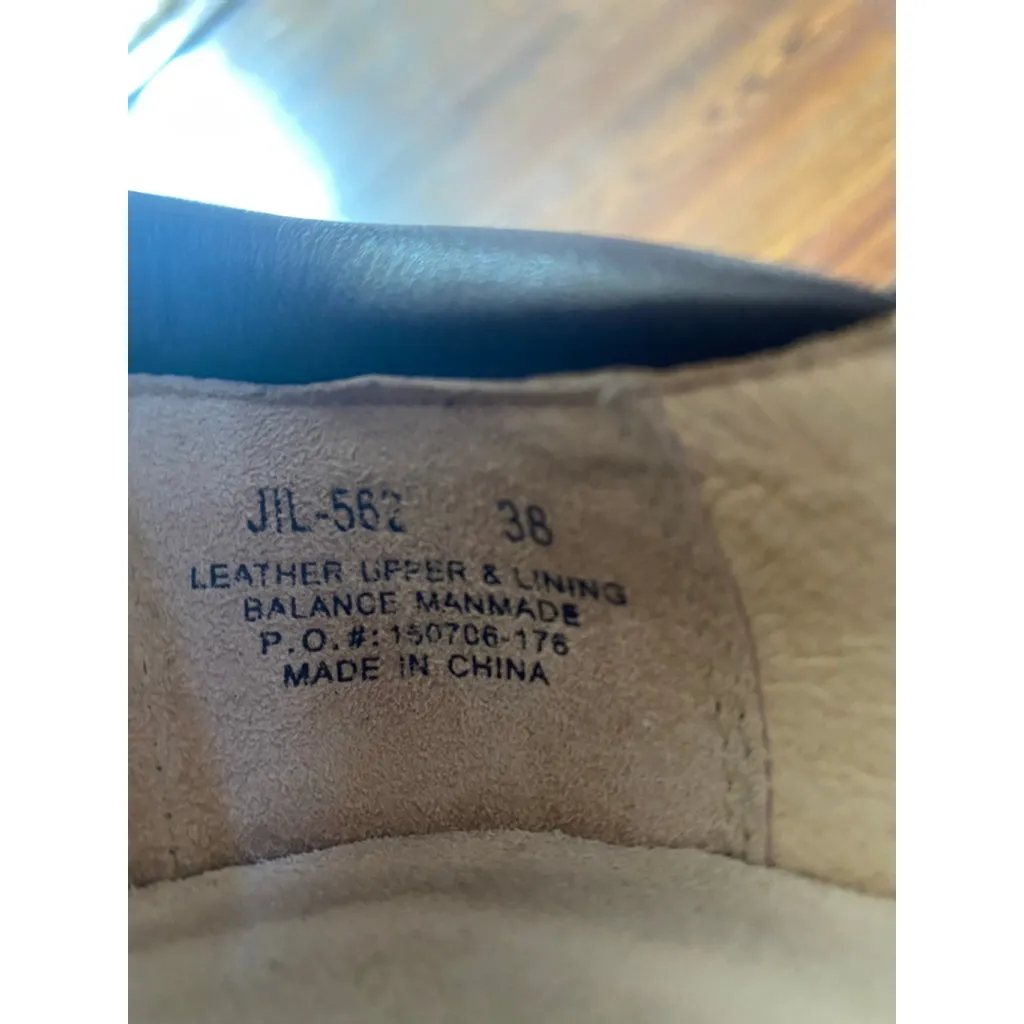 JIL-562 38
LEATHER UPPER & LINING
BALANCE MANMADE
P.O.#: 150706-176
MADE IN CHINA